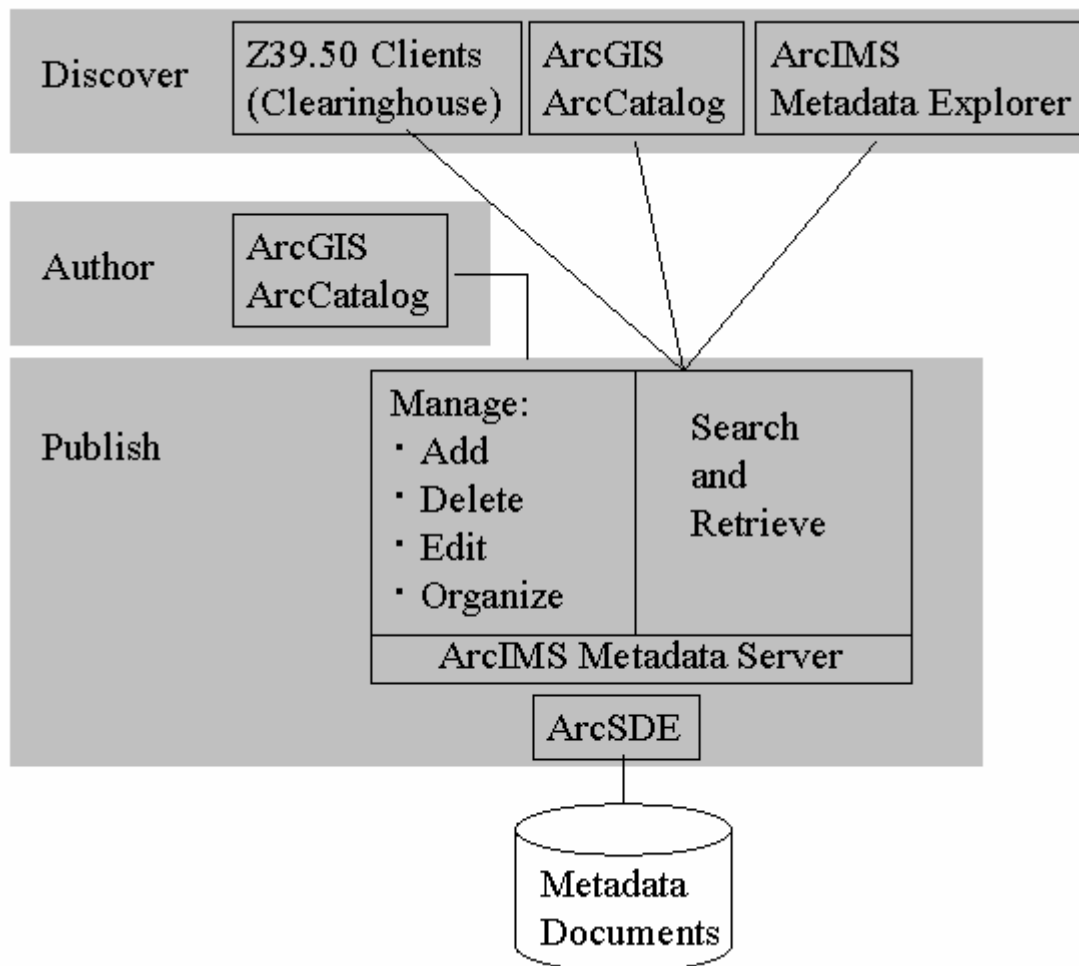 Discover
Z39.50 Clients
(Clearinghouse)
ArcGIS
ArcCatalog
ArcIMS
Metadata Explorer
Author
ArcGIS
ArcCatalog
Publish
Manage:
・Add
・Delete
・Edit
・Organize
Search
and
Retrieve
ArcIMS Metadata Server
ArcSDE
Metadata
Documents